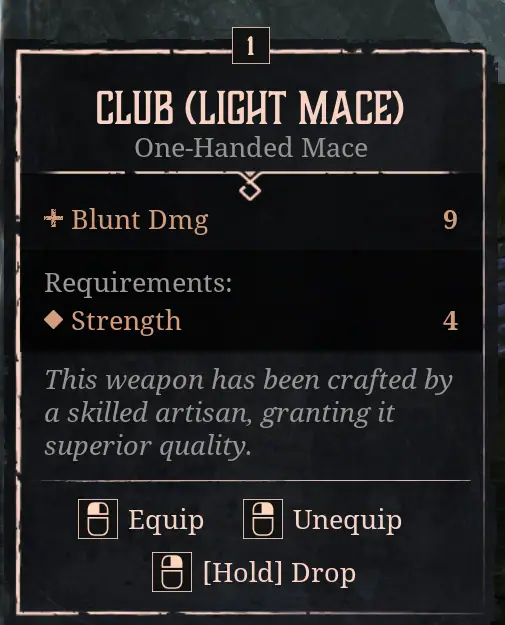 1
CLUB (LIGHT MACE)
One-Handed Mace
Blunt Dmg 9
Requirements:
Strength 4
This weapon has been crafted by
a skilled artisan, granting it
superior quality.
Equip Unequip
[Hold] Drop